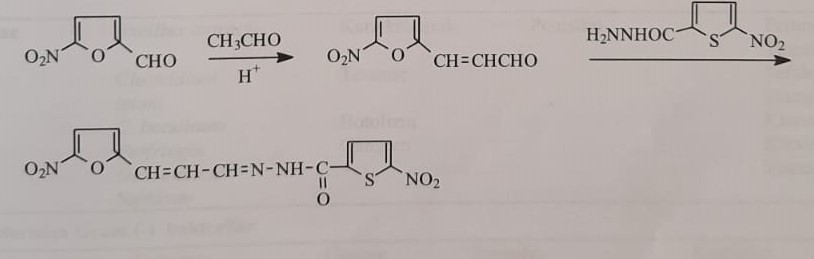 O₂N O CHO CH₃CHO H⁺ O₂N O CH=CHCHO H₂NNHOC S NO₂
O₂N O CH=CH-CH=N-NH-C S NO₂
O